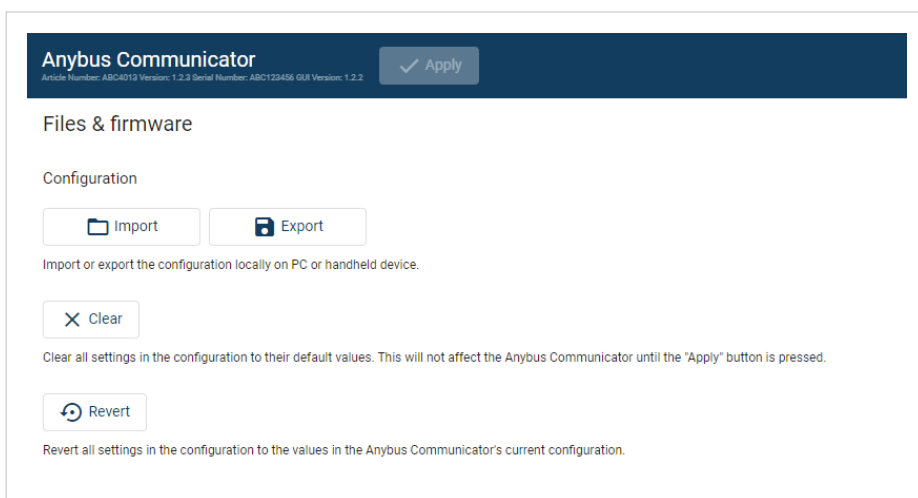 Anybus Communicator
Article Number: ABC4013 Version: 1.2.3 Serial Number: ABC123456 GUI Version: 1.2.2
Apply
Files & firmware
Configuration
Import
Export
Import or export the configuration locally on PC or handheld device.
Clear
Clear all settings in the configuration to their default values. This will not affect the Anybus Communicator until the "Apply" button is pressed.
Revert
Revert all settings in the configuration to the values in the Anybus Communicator's current configuration.